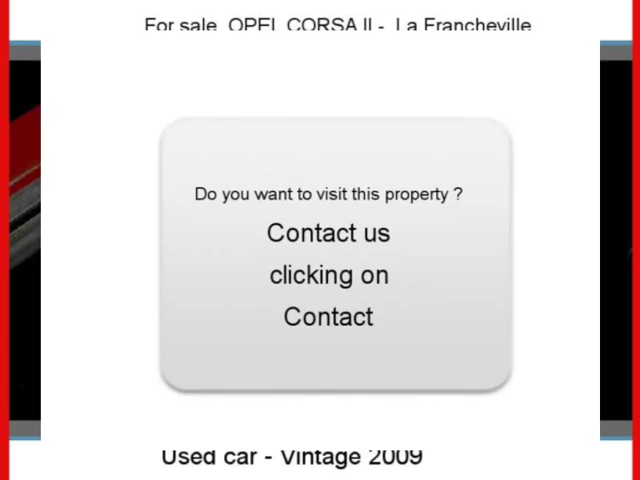 For sale OPEL CORSA II - La Francheville
Do you want to visit this property ?
Contact us
clicking on
Contact
Used car - Vintage 2009